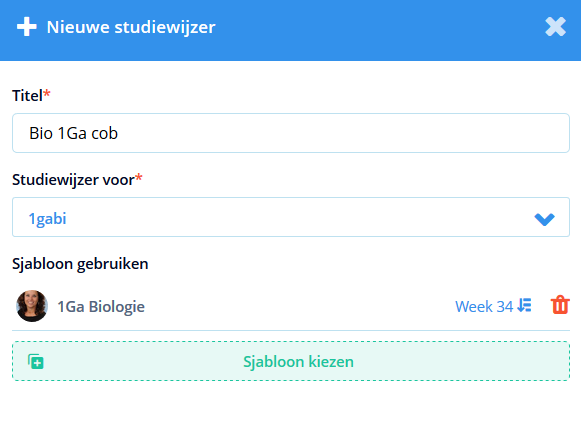 Nieuwe studiewijzer
Titel*
Bio 1Ga cob
Studiewijzer voor*
1gabi
Sjabloon gebruiken
1Ga Biologie Week 34
Sjabloon kiezen